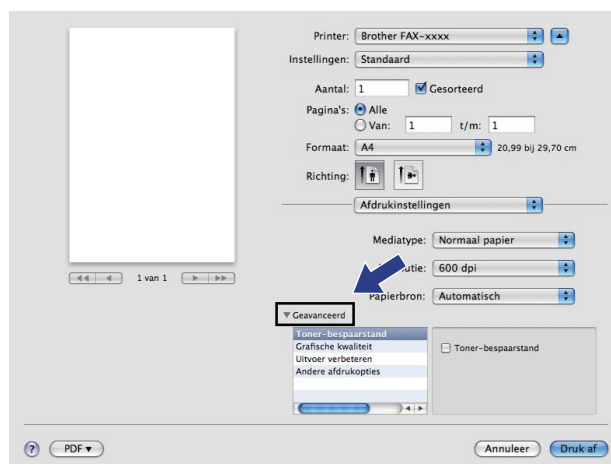 Printer: Brother FAX-xxxx
Instellingen: Standaard
Aantal: 1 Gesorteerd
Pagina's: Alle
Van: 1 t/m: 1
Formaat: A4 20,99 bij 29,70 cm
Richting:
Afdrukinstellingen
Mediatype: Normaal papier
utie: 600 dpi
Papierbron: Automatisch
1 van 1
Geavanceerd
Toner-bespaarstand
Grafische kwaliteit
Uitvoer verbeteren
Andere afdrukopties
Toner-bespaarstand
? PDF Annuleer Druk af